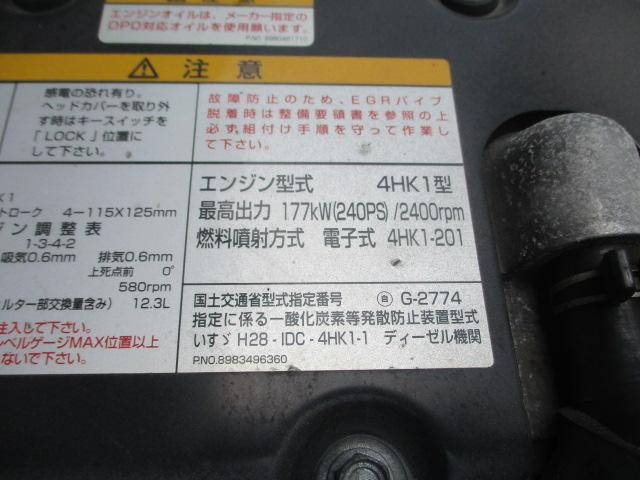 エンジンオイルは、メーカー指定の
DPD対応オイルを使用願います。
P.NO. 8980461710
注意
感電の恐れ有り。
ヘッドカバーを取り外
す時はキースイッチを
「LOCK」位置に
して下さい。
故障防止のため、EGRパイプ
脱着時は整備要領書を参照の上
必ず組付け手順を守って作業し
て下さい。
K1
トローク 4-115X125mm
ジン調整表
1-3-4-2
吸気0.6mm 排気0.6mm
上死点前 0°
580rpm
ルター部交換量含み) 12.3L
注入して下さい。
レベルゲージMAX位置以上
ないで下さい。
エンジン型式 4HK1型
最高出力 177kW(240PS)/2400rpm
燃料噴射方式 電子式 4HK1-201
国土交通省型式指定番号 ㊑ G-2774
指定に係る一酸化炭素等発散防止装置型式
いすゞ H28-IDC-4HK1-1 ディーゼル機関
P.NO.8983496360